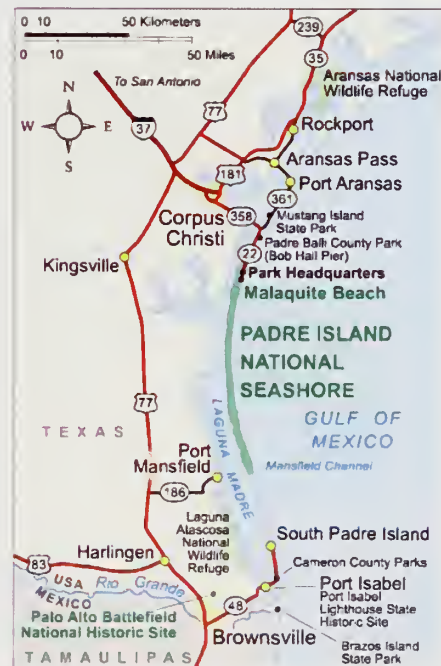 0 10 50 Kilometers
0 10 50 Miles
To San Antonio
N
W E
S
239
35
77
37
Aransas National
Wildlife Refuge
Rockport
Aransas Pass
181
Port Aransas
361
Corpus
Christi
358
Mustang Island
State Park
Padre Balli County Park
(Bob Hall Pier)
22
Kingsville
Park Headquarters
Malaquite Beach
PADRE ISLAND
NATIONAL
SEASHORE
77
LAGUNA MADRE
GULF OF
MEXICO
TEXAS
Port
Mansfield
Mansfield Channel
186
Laguna
Atascosa
National
Wildlife
Refuge
South Padre Island
83
Harlingen
Cameron County Parks
USA
MEXICO
Rio Grande
Port Isabel
Port Isabel
Lighthouse State
Historic Site
Palo Alto Battlefield
National Historic Site
48
Brownsville
Brazos Island
State Park
TAMAULIPAS